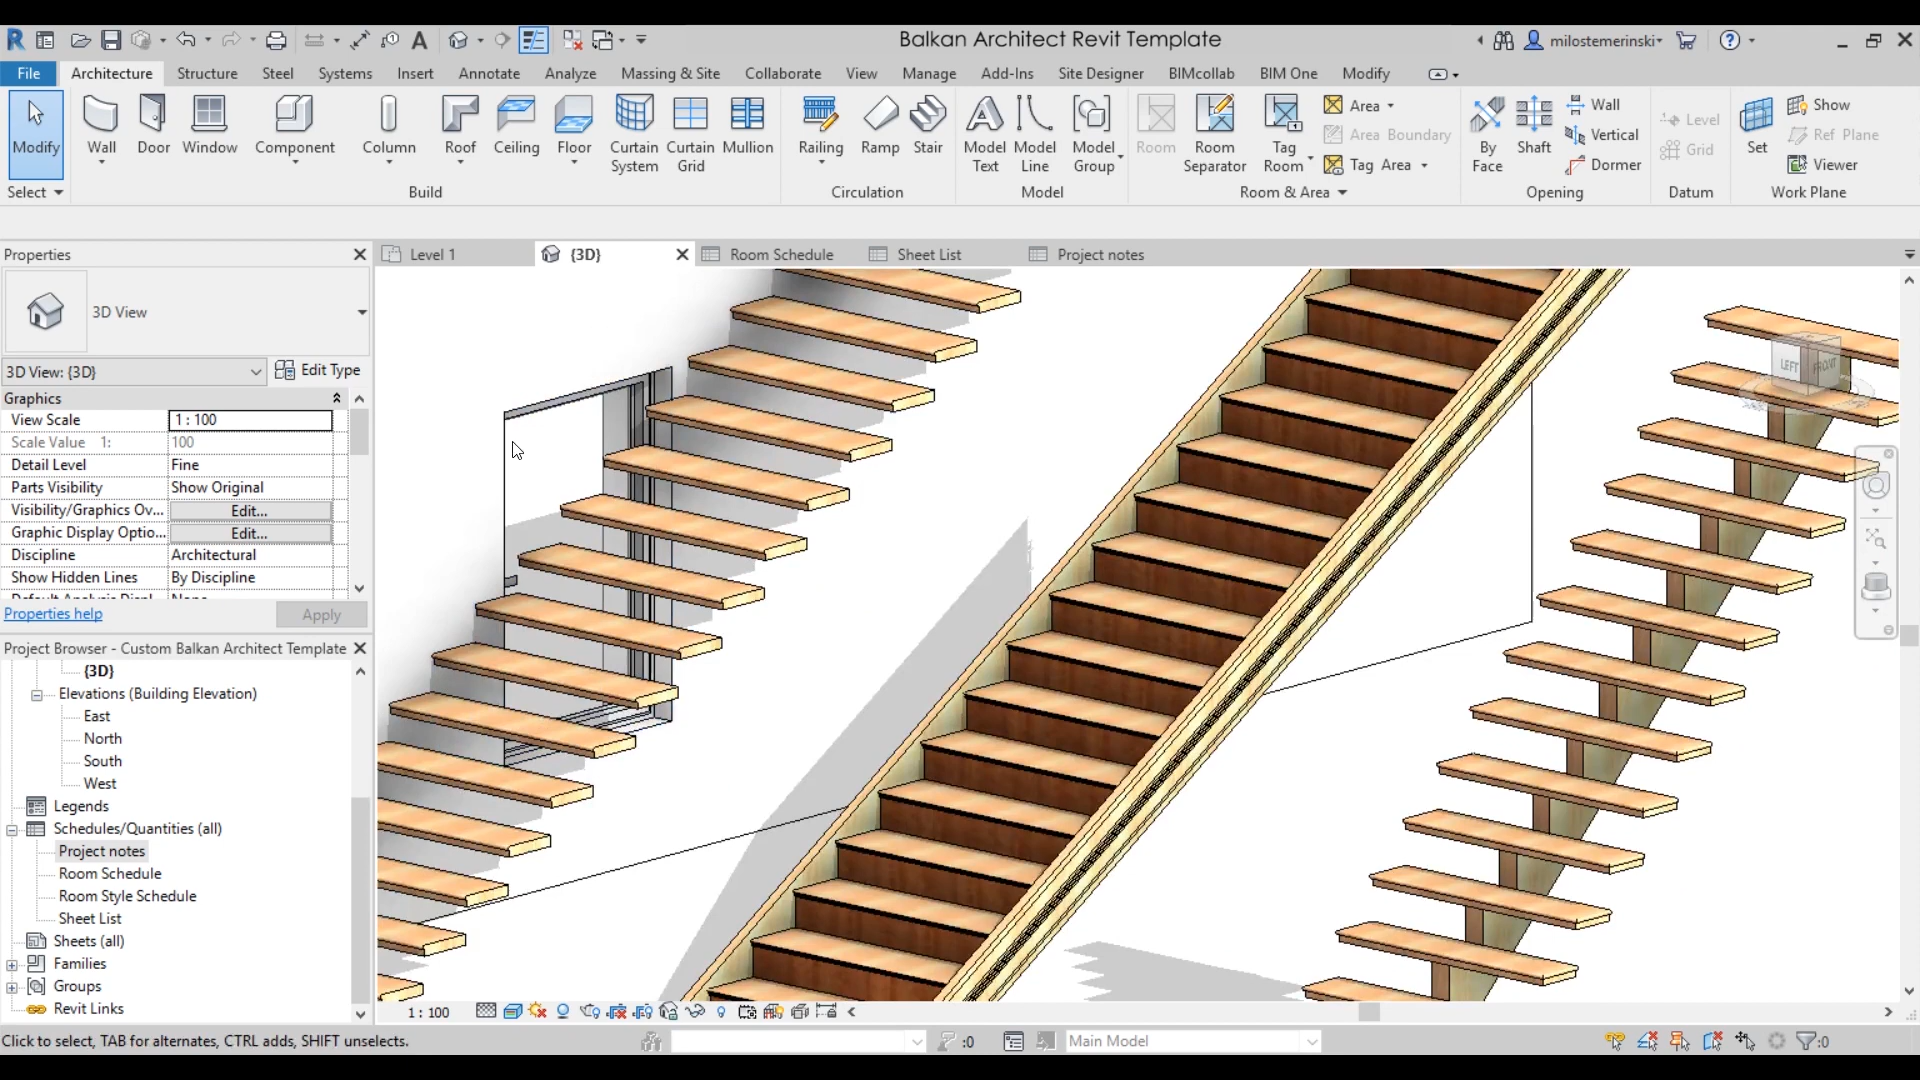 Balkan Architect Revit Template
milostemerinski
File Architecture Structure Steel Systems Insert Annotate Analyze Massing & Site Collaborate View Manage Add-Ins Site Designer BIMcollab BIM One Modify
Modify
Wall
Door
Window
Component
Column
Roof
Ceiling
Floor
Curtain System
Curtain Grid
Mullion
Railing
Ramp
Stair
Model Text
Model Line
Model Group
Room
Room Separator
Tag Room
Area
Area Boundary
Tag Area
By Face
Shaft
Wall
Vertical
Dormer
Level
Grid
Set
Show
Ref Plane
Viewer
Select Build Circulation Model Room & Area Opening Datum Work Plane
Properties
Level 1 {3D} Room Schedule Sheet List Project notes
3D View
3D View: {3D} Edit Type
Graphics
View Scale 1 : 100
Scale Value 1: 100
Detail Level Fine
Parts Visibility Show Original
Visibility/Graphics Ov... Edit...
Graphic Display Optio... Edit...
Discipline Architectural
Show Hidden Lines By Discipline
Properties help Apply
LEFT FRONT
Project Browser - Custom Balkan Architect Template
{3D}
Elevations (Building Elevation)
East
North
South
West
Legends
Schedules/Quantities (all)
Project notes
Room Schedule
Room Style Schedule
Sheet List
Sheets (all)
Families
Groups
Revit Links
1 : 100
Click to select, TAB for alternates, CTRL adds, SHIFT unselects. :0 Main Model :0